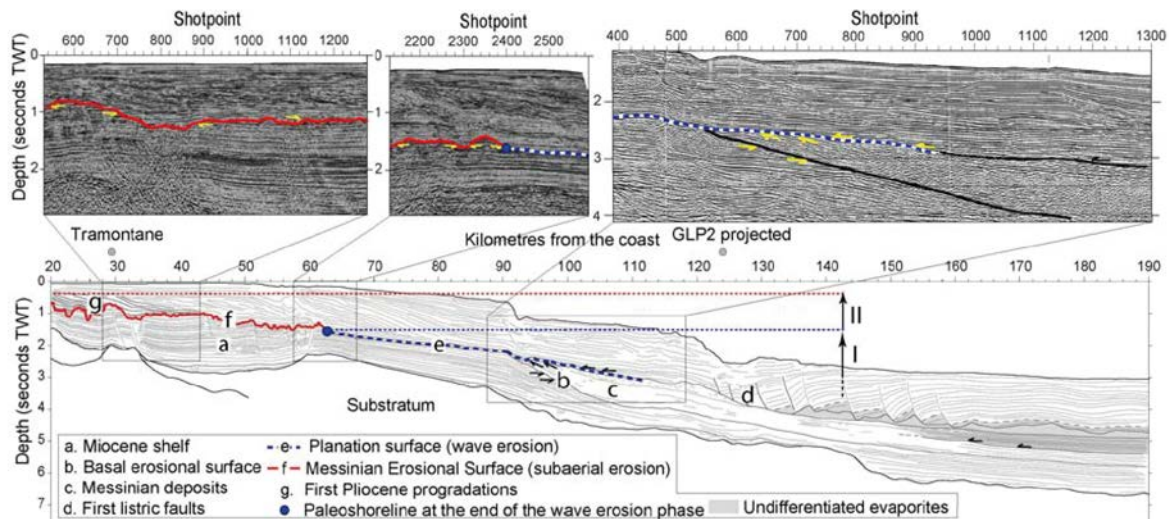 Shotpoint Shotpoint Shotpoint
600 700 900 1100 2200 2300 2400 2500 400 600 700 800 900 1000 1100 1200 1300
Depth (seconds TWT)
0
1
2
0
1
2
2
3
4
Tramontane Kilometres from the coast GLP2 projected
20 30 40 50 60 70 80 90 100 110 120 130 140 150 160 170 180 190
Depth (seconds TWT)
0
1
2
3
4
5
6
7
g
f
a
e
b
c
d
II
I
Substratum
a. Miocene shelf
b. Basal erosional surface
c. Messinian deposits
d. First listric faults
e Planation surface (wave erosion)
f Messinian Erosional Surface (subaerial erosion)
g. First Pliocene progradations
Paleoshoreline at the end of the wave erosion phase
Undifferentiated evaporites